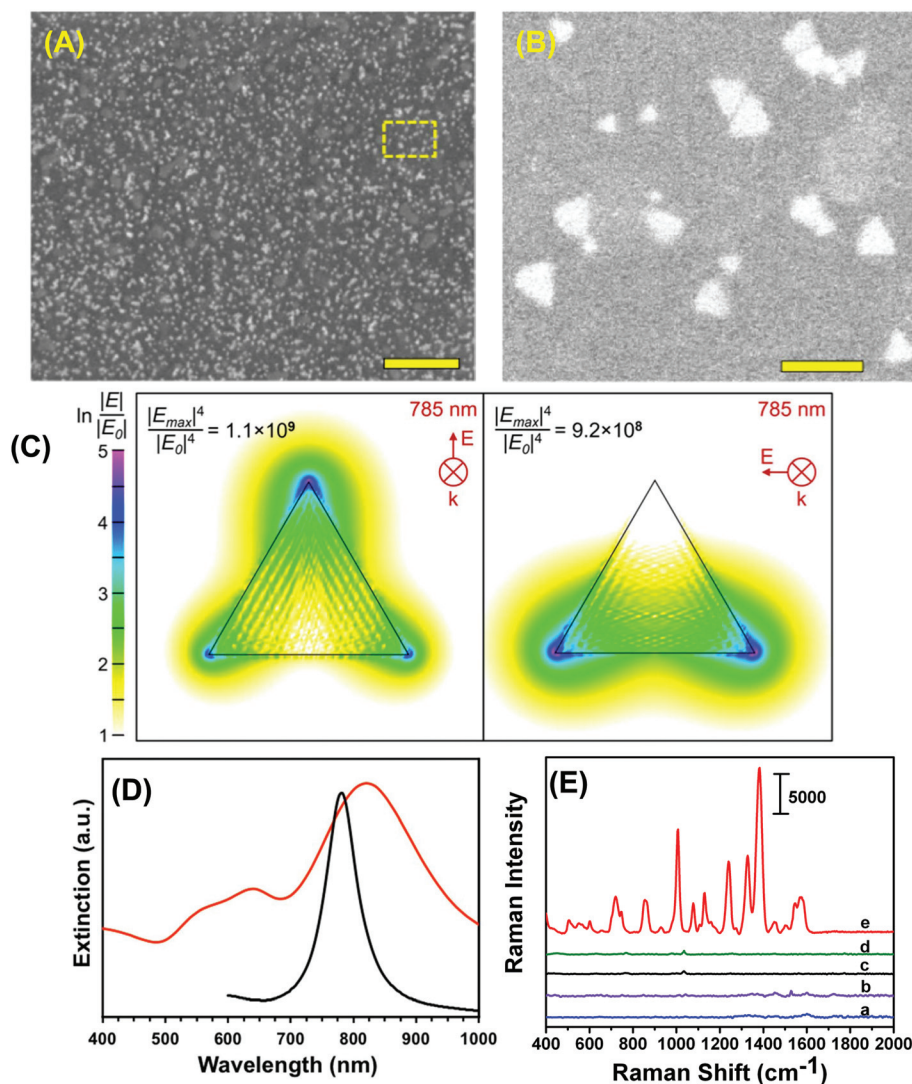 (A)
(B)
(C)
ln |E| / |E₀|
5
4
3
2
1
|E_max|⁴ / |E₀|⁴ = 1.1×10⁹
785 nm
E
k
|E_max|⁴ / |E₀|⁴ = 9.2×10⁸
785 nm
E
k
(D)
Extinction (a.u.)
400 500 600 700 800 900 1000
Wavelength (nm)
(E)
5000
Raman Intensity
e
d
c
b
a
400 600 800 1000 1200 1400 1600 1800 2000
Raman Shift (cm⁻¹)